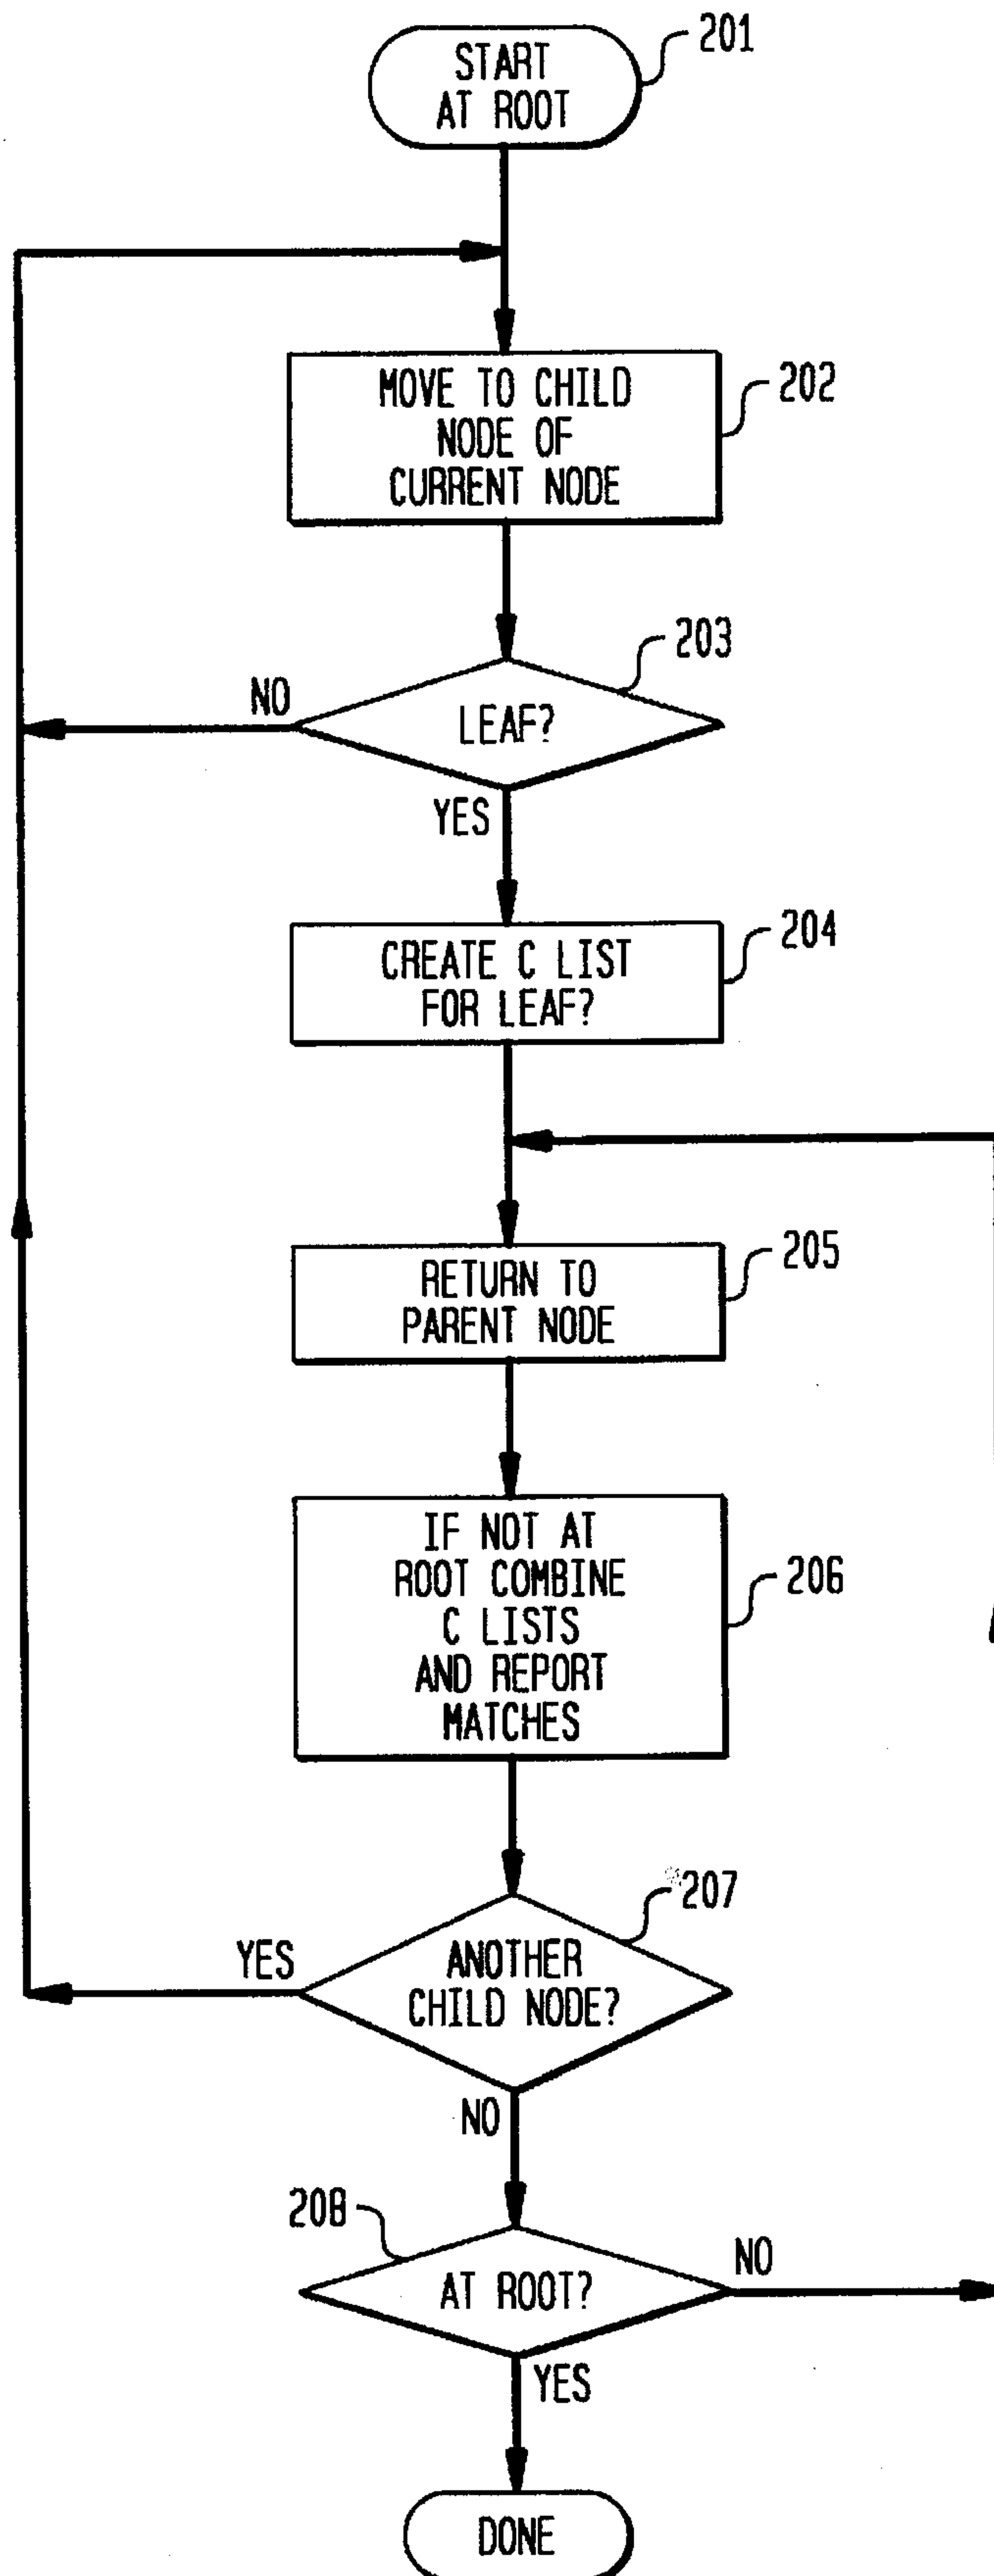 START
AT ROOT
201
MOVE TO CHILD
NODE OF
CURRENT NODE
202
203
NO
LEAF?
YES
CREATE C LIST
FOR LEAF?
204
RETURN TO
PARENT NODE
205
IF NOT AT
ROOT COMBINE
C LISTS
AND REPORT
MATCHES
206
207
YES
ANOTHER
CHILD NODE?
NO
208
NO
AT ROOT?
YES
DONE